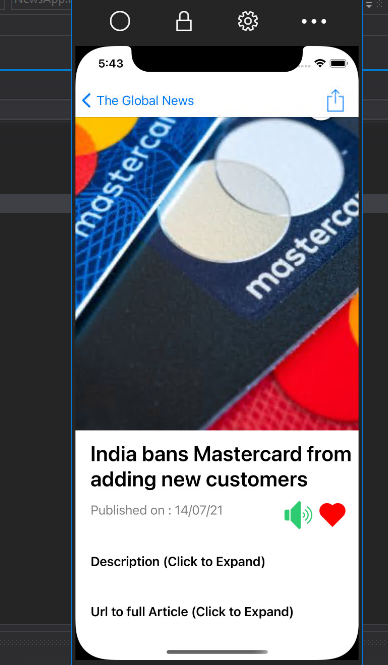 NewsApp.
5:43
The Global News
mastercard
mastercar
India bans Mastercard from
adding new customers
Published on : 14/07/21
Description (Click to Expand)
Url to full Article (Click to Expand)